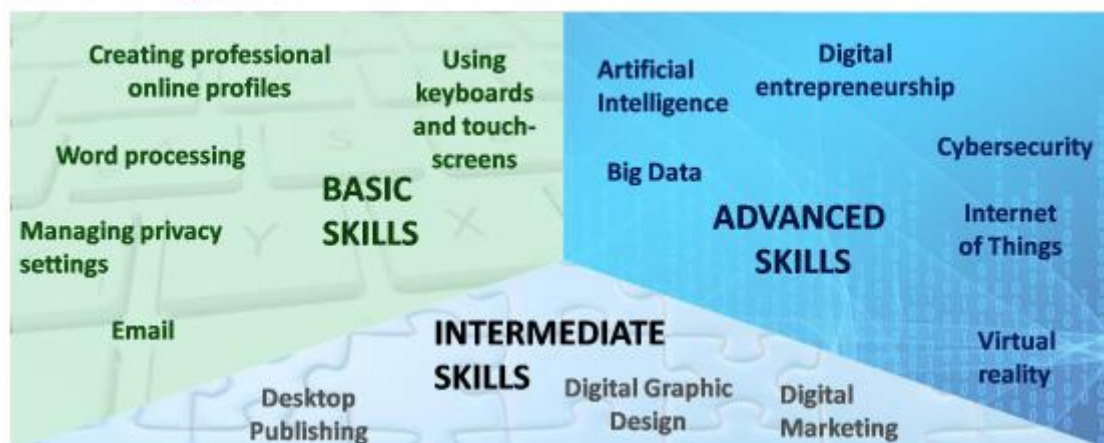 Creating professional
online profiles
Using
keyboards
and touch-
screens
Word processing
BASIC
SKILLS
Managing privacy
settings
Email
Artificial
Intelligence
Digital
entrepreneurship
Cybersecurity
Big Data
ADVANCED
SKILLS
Internet
of Things
Virtual
reality
INTERMEDIATE
SKILLS
Desktop
Publishing
Digital Graphic
Design
Digital
Marketing